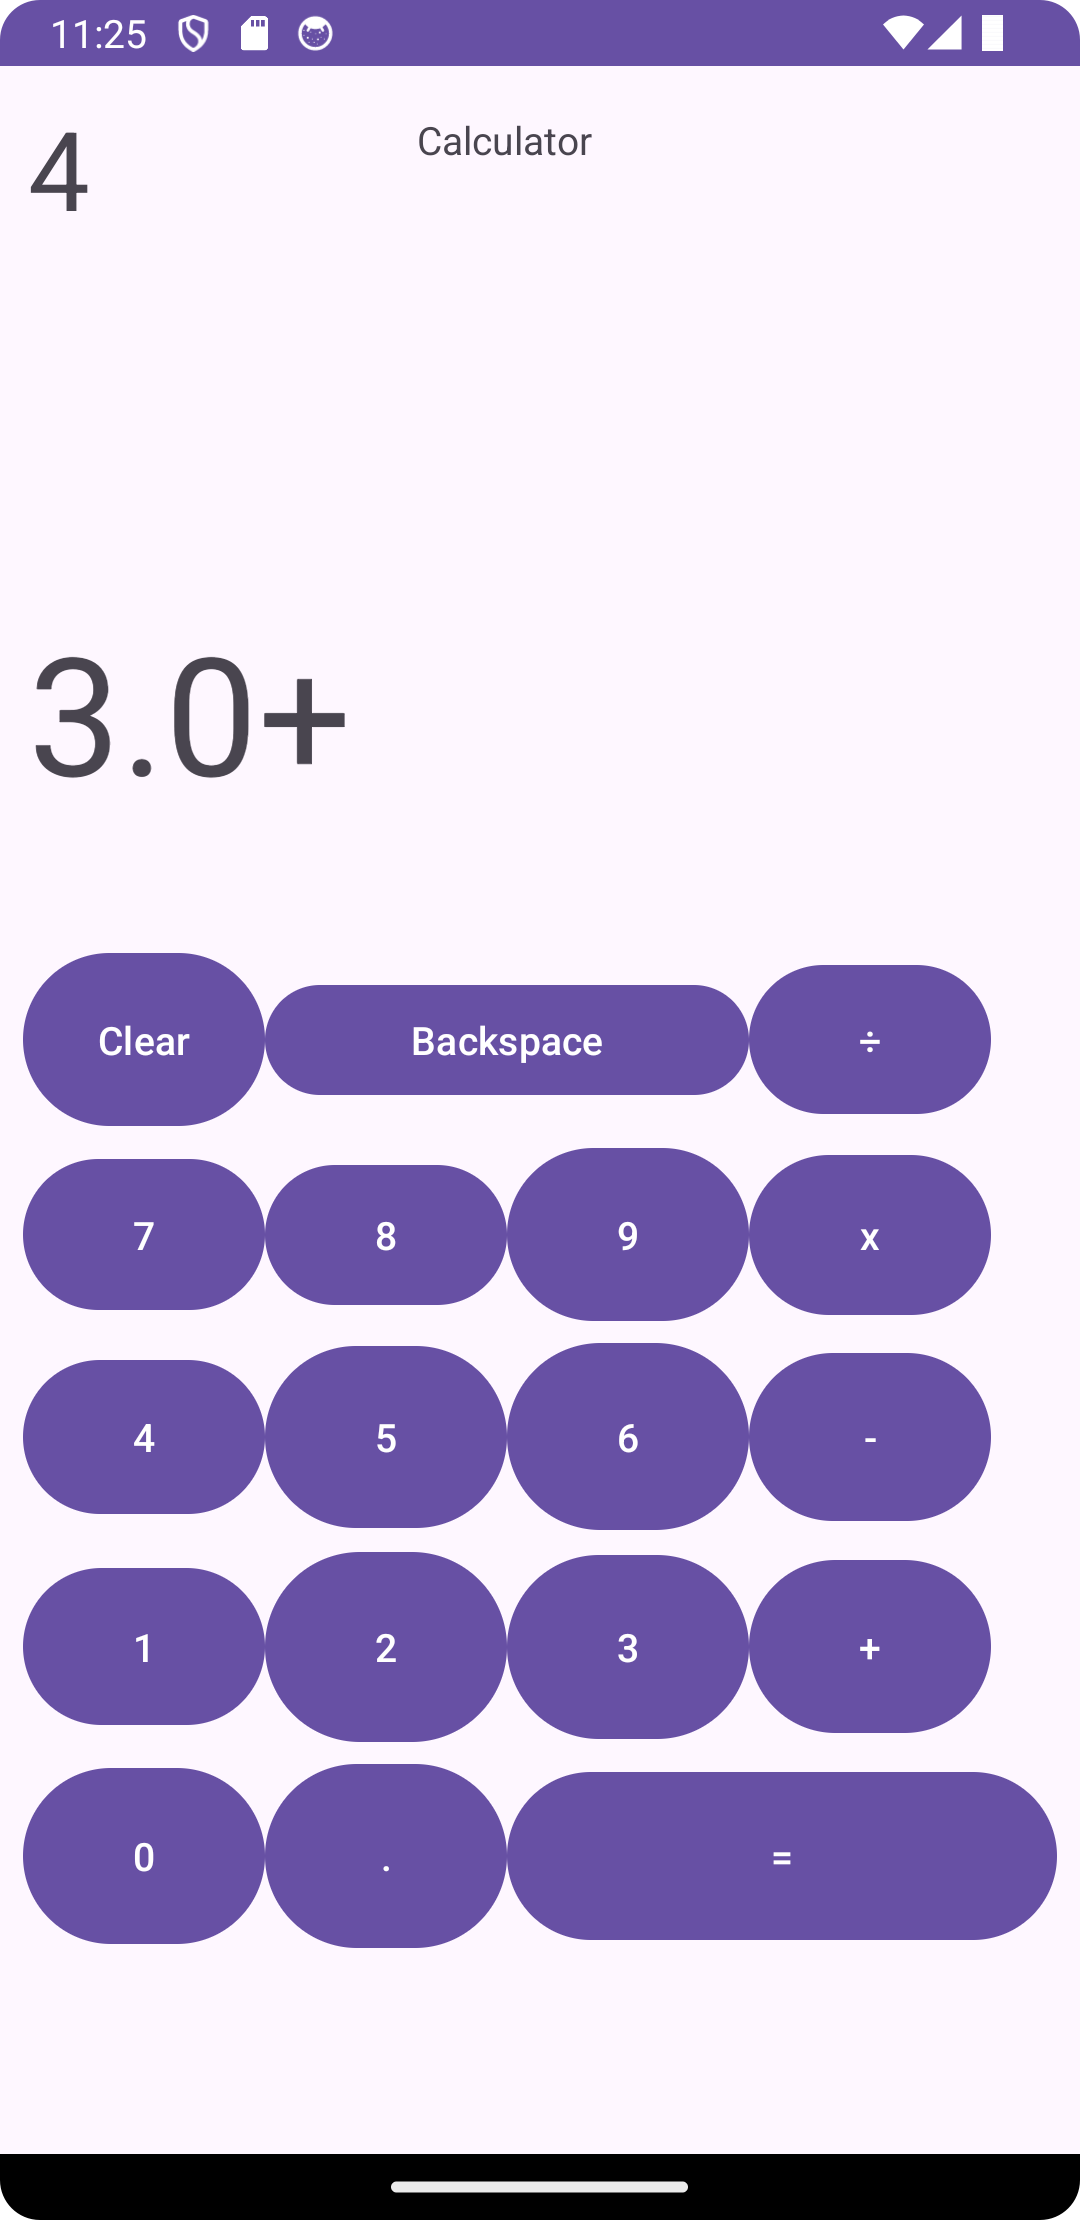 11:25
4
Calculator
3.0+
Clear Backspace ÷
7 8 9 x
4 5 6 -
1 2 3 +
0 . =